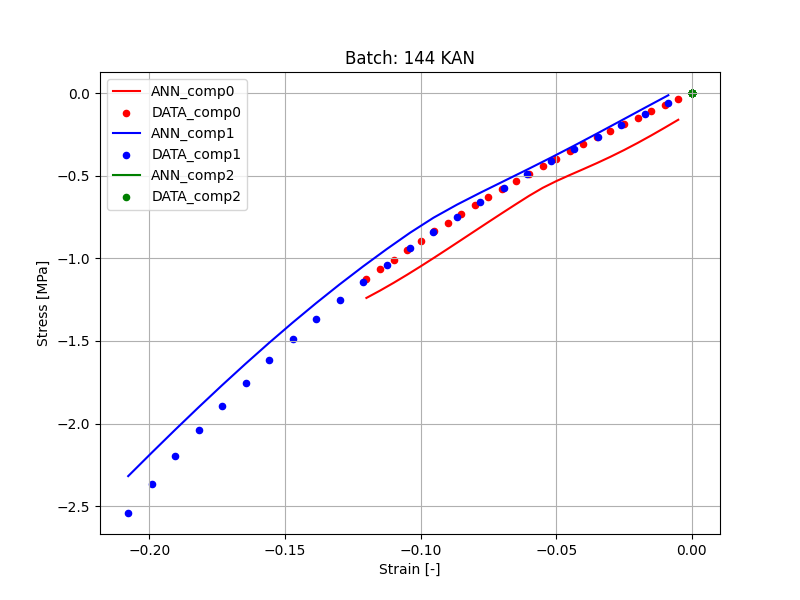 Batch: 144 KAN
ANN_comp0
DATA_comp0
ANN_comp1
DATA_comp1
ANN_comp2
DATA_comp2
0.0
−0.5
−1.0
−1.5
−2.0
−2.5
Stress [MPa]
−0.20
−0.15
−0.10
−0.05
0.00
Strain [-]